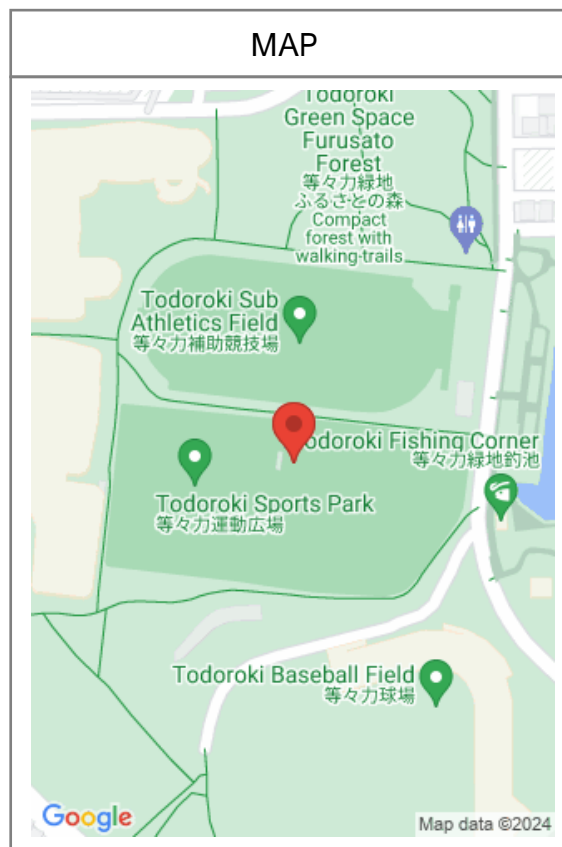 MAP
Todoroki
Green Space
Furusato
Forest
等々力緑地
ふるさとの森
Compact
forest with
walking-trails
Todoroki Sub
Athletics Field
等々力補助競技場
Todoroki Fishing Corner
等々力緑地釣池
Todoroki Sports Park
等々力運動広場
Todoroki Baseball Field
等々力球場
Google
Map data ©2024